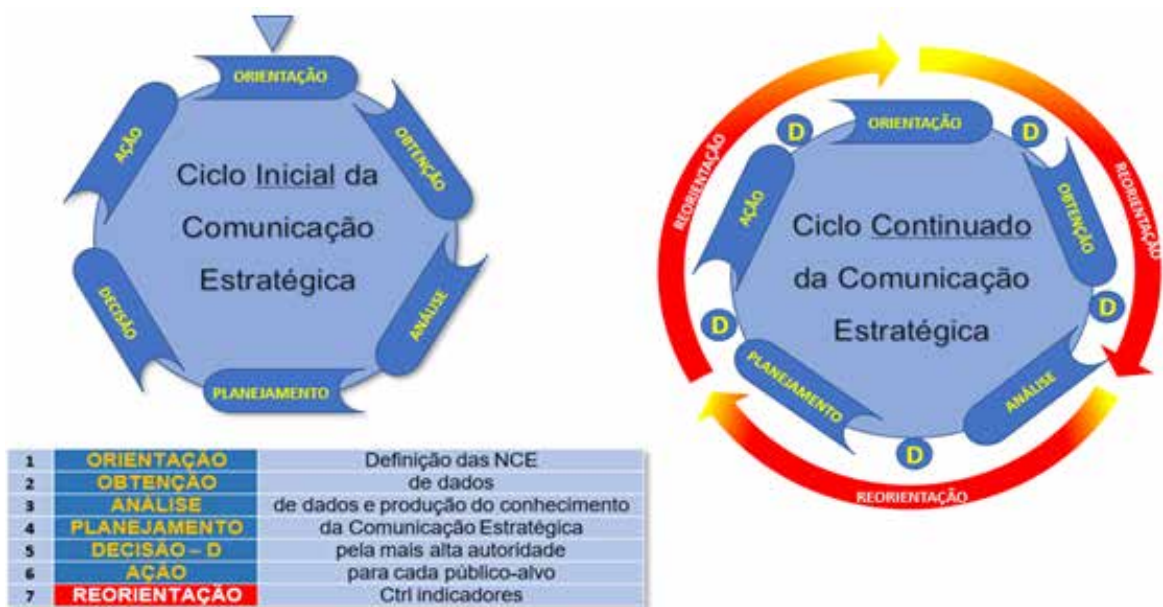 ORIENTAÇÃO
OBTENÇÃO
ANÁLISE
PLANEJAMENTO
DECISÃO
AÇÃO
Ciclo Inicial da
Comunicação
Estratégica
ORIENTAÇÃO
D
OBTENÇÃO
D
ANÁLISE
D
PLANEJAMENTO
D
AÇÃO
D
REORIENTAÇÃO
REORIENTAÇÃO
REORIENTAÇÃO
Ciclo Continuado
da Comunicação
Estratégica
1 ORIENTAÇÃO Definição das NCE
2 OBTENÇÃO de dados
3 ANÁLISE de dados e produção do conhecimento
4 PLANEJAMENTO da Comunicação Estratégica
5 DECISÃO – D pela mais alta autoridade
6 AÇÃO para cada público-alvo
7 REORIENTAÇÃO Ctrl indicadores